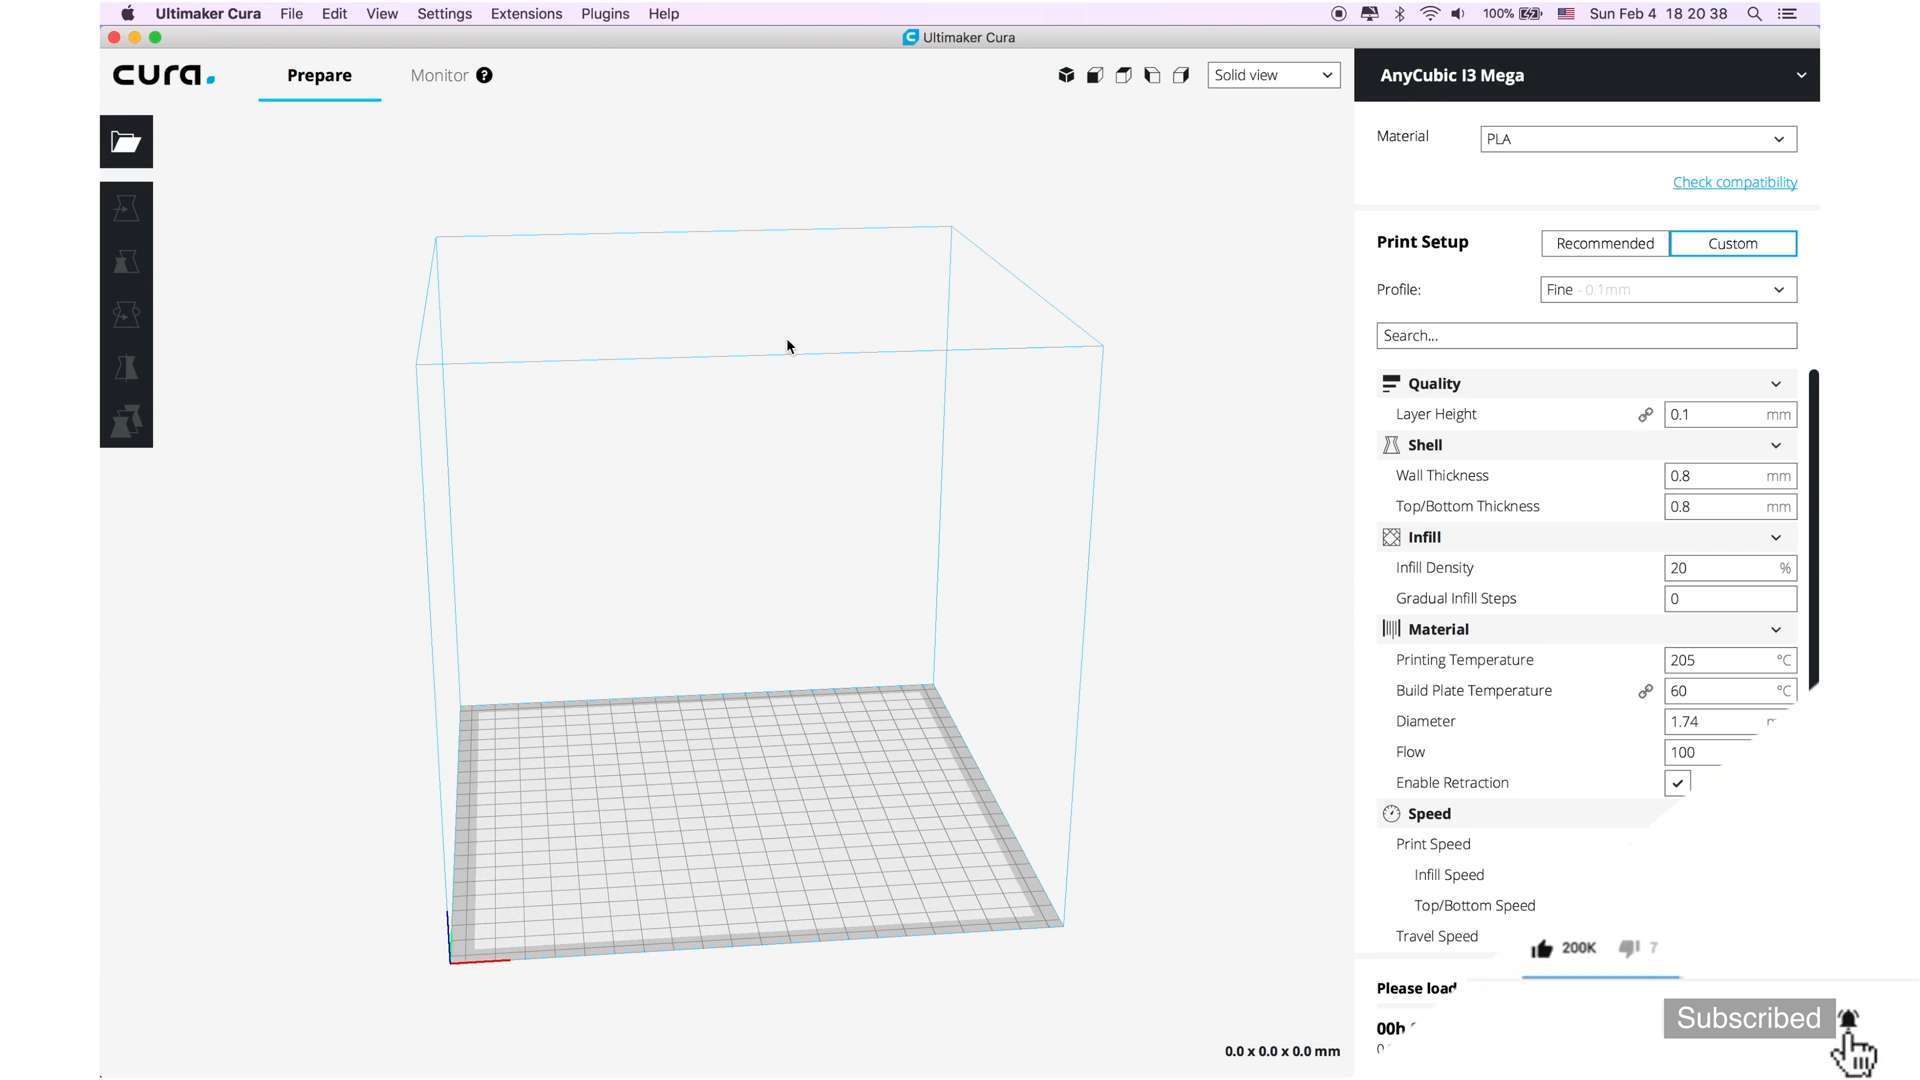 Ultimaker Cura File Edit View Settings Extensions Plugins Help 100% Sun Feb 4 18 20 38
Ultimaker Cura
cura. Prepare Monitor ? Solid view AnyCubic I3 Mega
Material PLA
Check compatibility
Print Setup Recommended Custom
Profile: Fine - 0.1mm
Search...
Quality
Layer Height 0.1 mm
Shell
Wall Thickness 0.8 mm
Top/Bottom Thickness 0.8 mm
Infill
Infill Density 20 %
Gradual Infill Steps 0
Material
Printing Temperature 205 °C
Build Plate Temperature 60 °C
Diameter 1.74
Flow 100
Enable Retraction
Speed
Print Speed
Infill Speed
Top/Bottom Speed
Travel Speed
200K 7
Please load
00h
Subscribed
0.0 x 0.0 x 0.0 mm